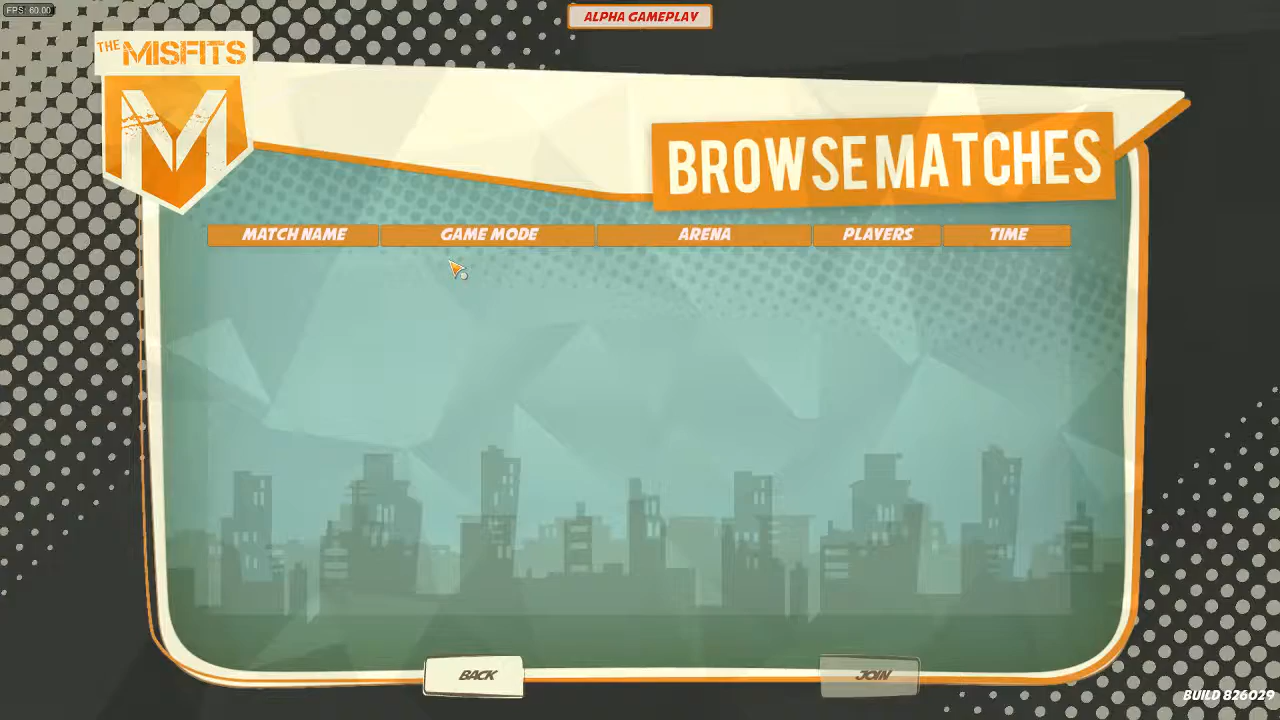 FPS: 60.00
ALPHA GAMEPLAY
THE MISFITS
M
BROWSE MATCHES
MATCH NAME GAME MODE ARENA PLAYERS TIME
BACK JOIN
BUILD 826029